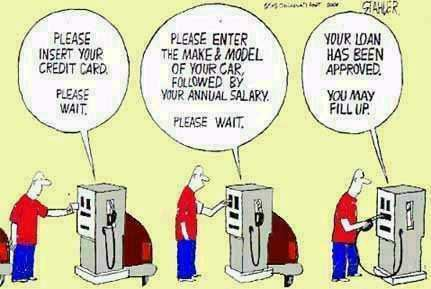 STAHLER
PLEASE
INSERT YOUR
CREDIT CARD.
PLEASE
WAIT.
PLEASE ENTER
THE MAKE & MODEL
OF YOUR CAR,
FOLLOWED BY
YOUR ANNUAL SALARY.
PLEASE WAIT.
YOUR LOAN
HAS BEEN
APPROVED.
YOU MAY
FILL UP.